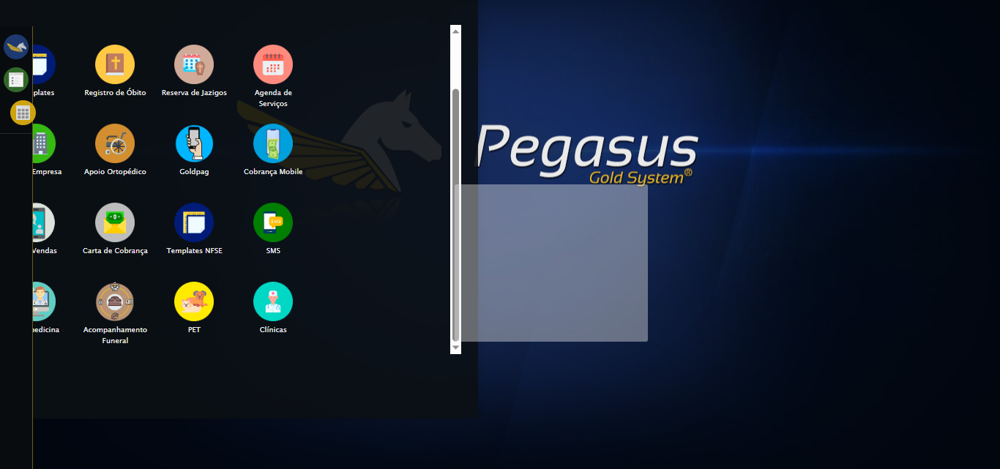 plates
Registro de Óbito
Reserva de Jazigos
Agenda de
Serviços
Pegasus
Gold System®
Empresa
Apoio Ortopédico
Goldpag
Cobrança Mobile
Vendas
Carta de Cobrança
Templates NFSE
SMS
SMS
edicina
Acompanhamento
Funeral
PET
Clínicas